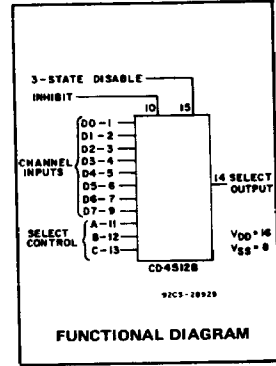 3-STATE DISABLE
INHIBIT
10 15
D0-1
D1-2
D2-3
D3-4
D4-5
D5-6
D6-7
D7-9
CHANNEL
INPUTS
14 SELECT
OUTPUT
A-11
B-12
C-13
SELECT
CONTROL
VDD=16
VSS=8
CD4512B
92CS-28929
FUNCTIONAL DIAGRAM